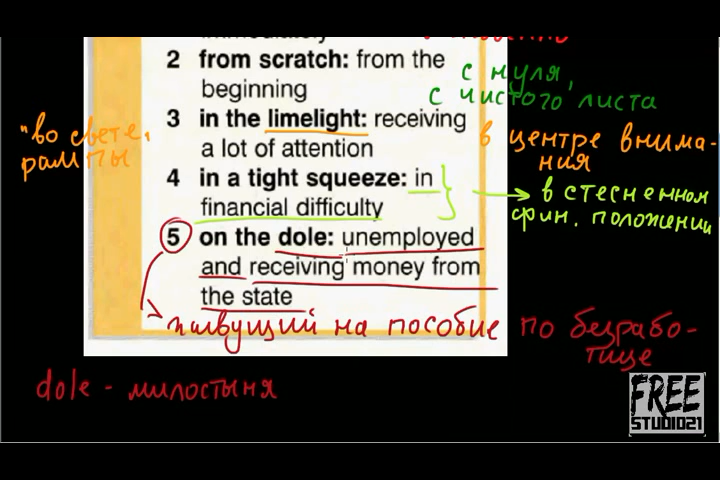 2 from scratch: from the
beginning
с нуля,
с чистого листа
3 in the limelight: receiving
a lot of attention
"во свете
рампы
в центре внима-
ния
4 in a tight squeeze: in
financial difficulty
в стесненном
фин. положении
5 on the dole: unemployed
and receiving money from
the state
живущий на пособие по безрабо-
тице
dole - милостыня
FREE
STUDIO21